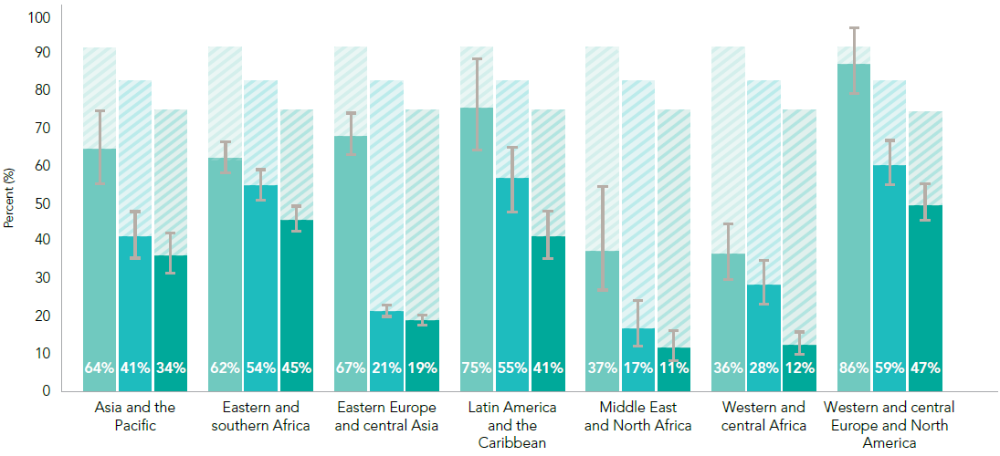 100
90
80
70
60
50
40
30
20
10
0
Percent (%)
64% 41% 34% 62% 54% 45% 67% 21% 19% 75% 55% 41% 37% 17% 11% 36% 28% 12% 86% 59% 47%
Asia and the
Pacific
Eastern and
southern Africa
Eastern Europe
and central Asia
Latin America
and the
Caribbean
Middle East
and North Africa
Western and
central Africa
Western and central
Europe and North
America